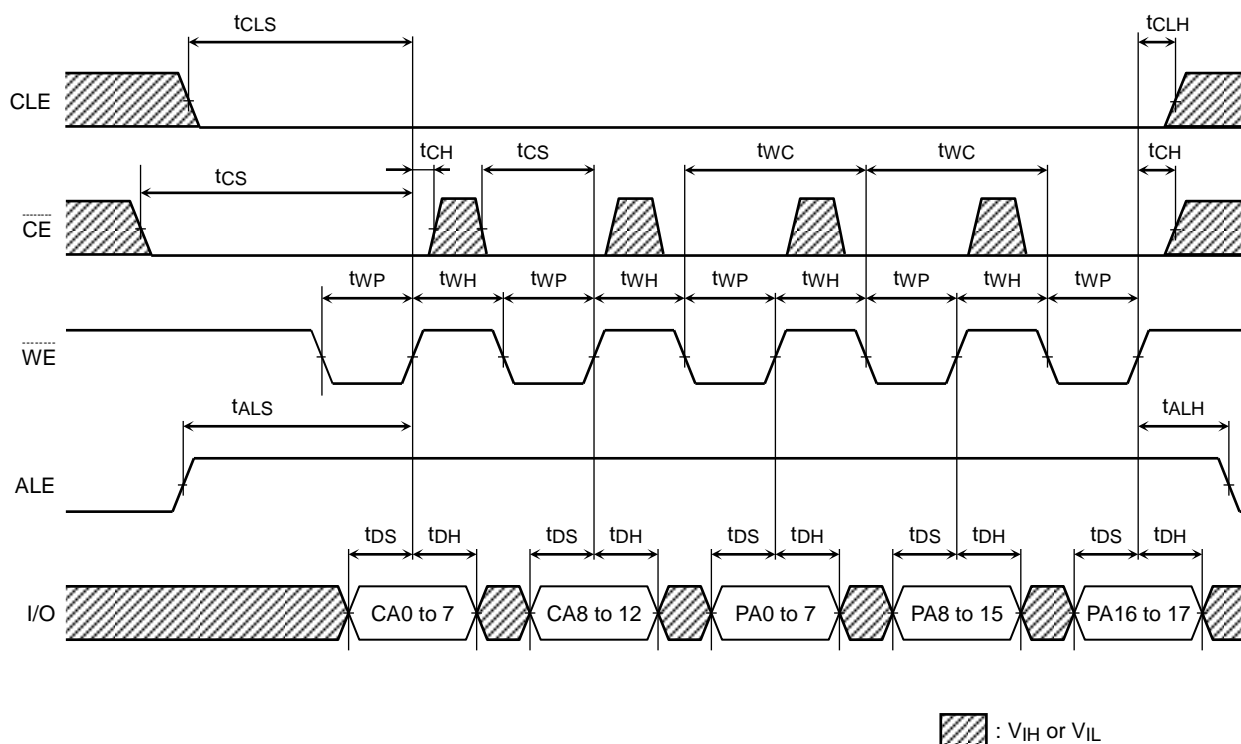 tCLS tCLH
CLE
tCH tCS tWC tWC tCH
tCS
CE
tWP tWH tWP tWH tWP tWH tWP tWH tWP
WE
tALS tALH
ALE
tDS tDH tDS tDH tDS tDH tDS tDH tDS tDH
I/O CA0 to 7 CA8 to 12 PA0 to 7 PA8 to 15 PA16 to 17
: VIH or VIL